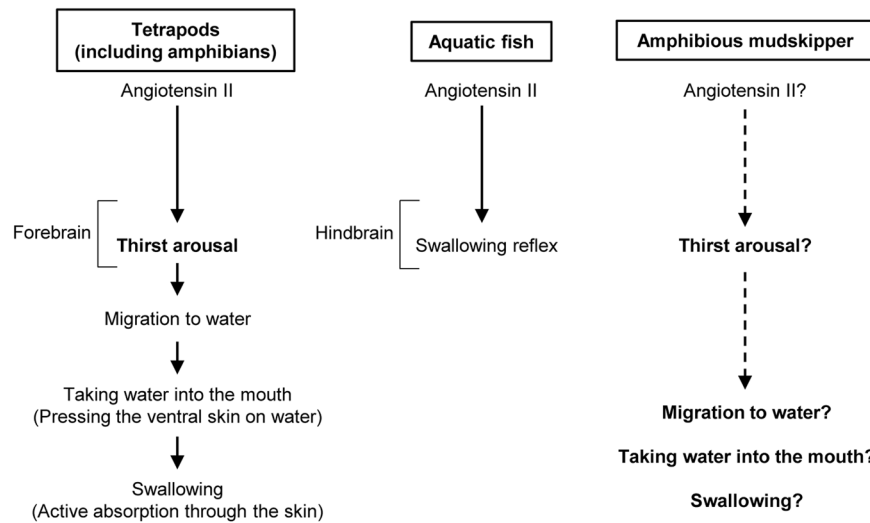 Tetrapods
(including amphibians)
Angiotensin II
Forebrain
Thirst arousal
Migration to water
Taking water into the mouth
(Pressing the ventral skin on water)
Swallowing
(Active absorption through the skin)
Aquatic fish
Angiotensin II
Hindbrain
Swallowing reflex
Amphibious mudskipper
Angiotensin II?
Thirst arousal?
Migration to water?
Taking water into the mouth?
Swallowing?